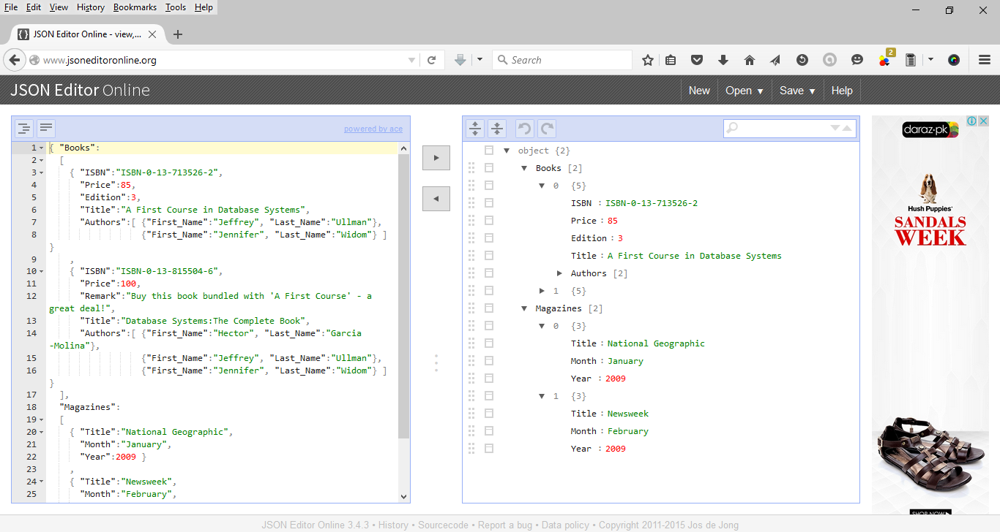 File Edit View History Bookmarks Tools Help
JSON Editor Online - view,...
www.jsoneditoronline.org
Search
2
JSON Editor Online
New Open Save Help
powered by ace
1 { "Books":
2 [
3 { "ISBN":"ISBN-0-13-713526-2",
4 "Price":85,
5 "Edition":3,
6 "Title":"A First Course in Database Systems",
7 "Authors":[ {"First_Name":"Jeffrey", "Last_Name":"Ullman"},
8 {"First_Name":"Jennifer", "Last_Name":"Widom"} ]
}
9 ,
10 { "ISBN":"ISBN-0-13-815504-6",
11 "Price":100,
12 "Remark":"Buy this book bundled with 'A First Course' - a
great deal!",
13 "Title":"Database Systems:The Complete Book",
14 "Authors":[ {"First_Name":"Hector", "Last_Name":"Garcia
-Molina"},
15 {"First_Name":"Jeffrey", "Last_Name":"Ullman"},
16 {"First_Name":"Jennifer", "Last_Name":"Widom"} ]
}
17 ],
18 "Magazines":
19 [
20 { "Title":"National Geographic",
21 "Month":"January",
22 "Year":2009 }
23 ,
24 { "Title":"Newsweek",
25 "Month":"February",
object {2}
Books [2]
0 {5}
ISBN : ISBN-0-13-713526-2
Price : 85
Edition : 3
Title : A First Course in Database Systems
Authors [2]
1 {5}
Magazines [2]
0 {3}
Title : National Geographic
Month : January
Year : 2009
1 {3}
Title : Newsweek
Month : February
Year : 2009
daraz.pk
Hush Puppies
SANDALS
WEEK
SHOP NOW
JSON Editor Online 3.4.3 • History • Sourcecode • Report a bug • Data policy • Copyright 2011-2015 Jos de Jong